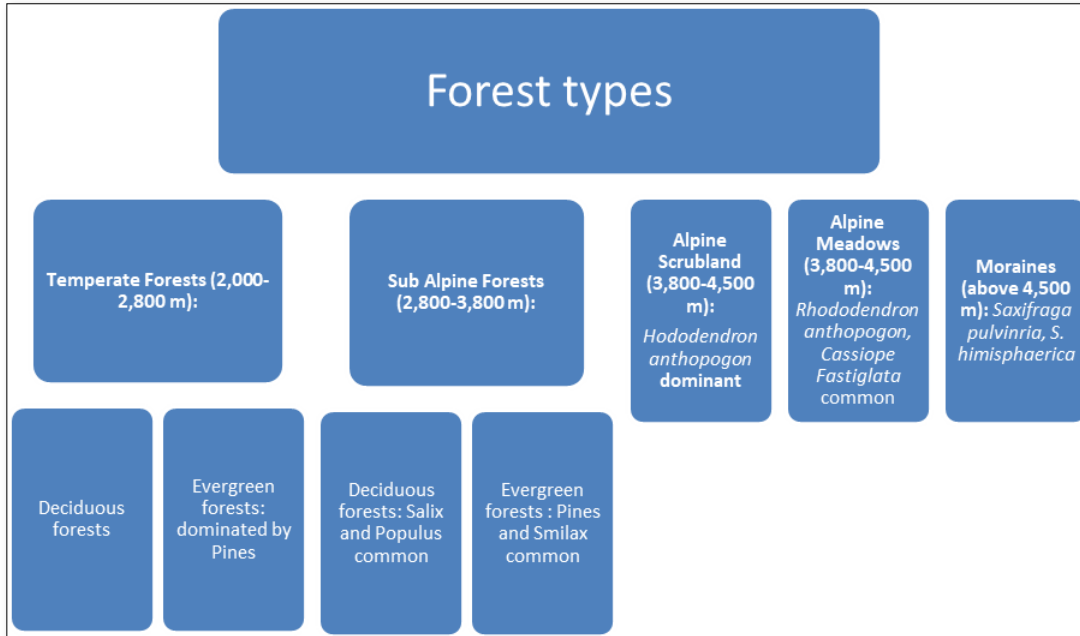 Forest types
Temperate Forests (2,000-
2,800 m):
Sub Alpine Forests
(2,800-3,800 m):
Alpine
Scrubland
(3,800-4,500
m):
Hododendron
anthopogon
dominant
Alpine
Meadows
(3,800-4,500
m):
Rhododendron
anthopogon,
Cassiope
Fastiglata
common
Moraines
(above 4,500
m): Saxifraga
pulvinria, S.
himisphaerica
Deciduous
forests
Evergreen
forests:
dominated by
Pines
Deciduous
forests: Salix
and Populus
common
Evergreen
forests : Pines
and Smilax
common